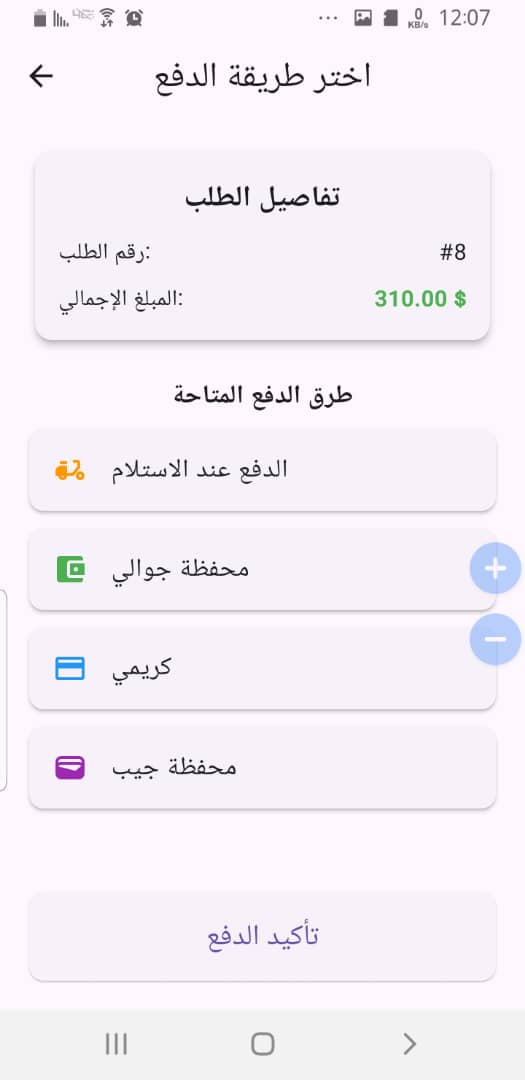 12:07
0
KB/s
اختر طريقة الدفع
تفاصيل الطلب
رقم الطلب:
#8
المبلغ الإجمالي:
310.00 $
طرق الدفع المتاحة
الدفع عند الاستلام
محفظة جوالي
كريمي
محفظة جيب
تأكيد الدفع